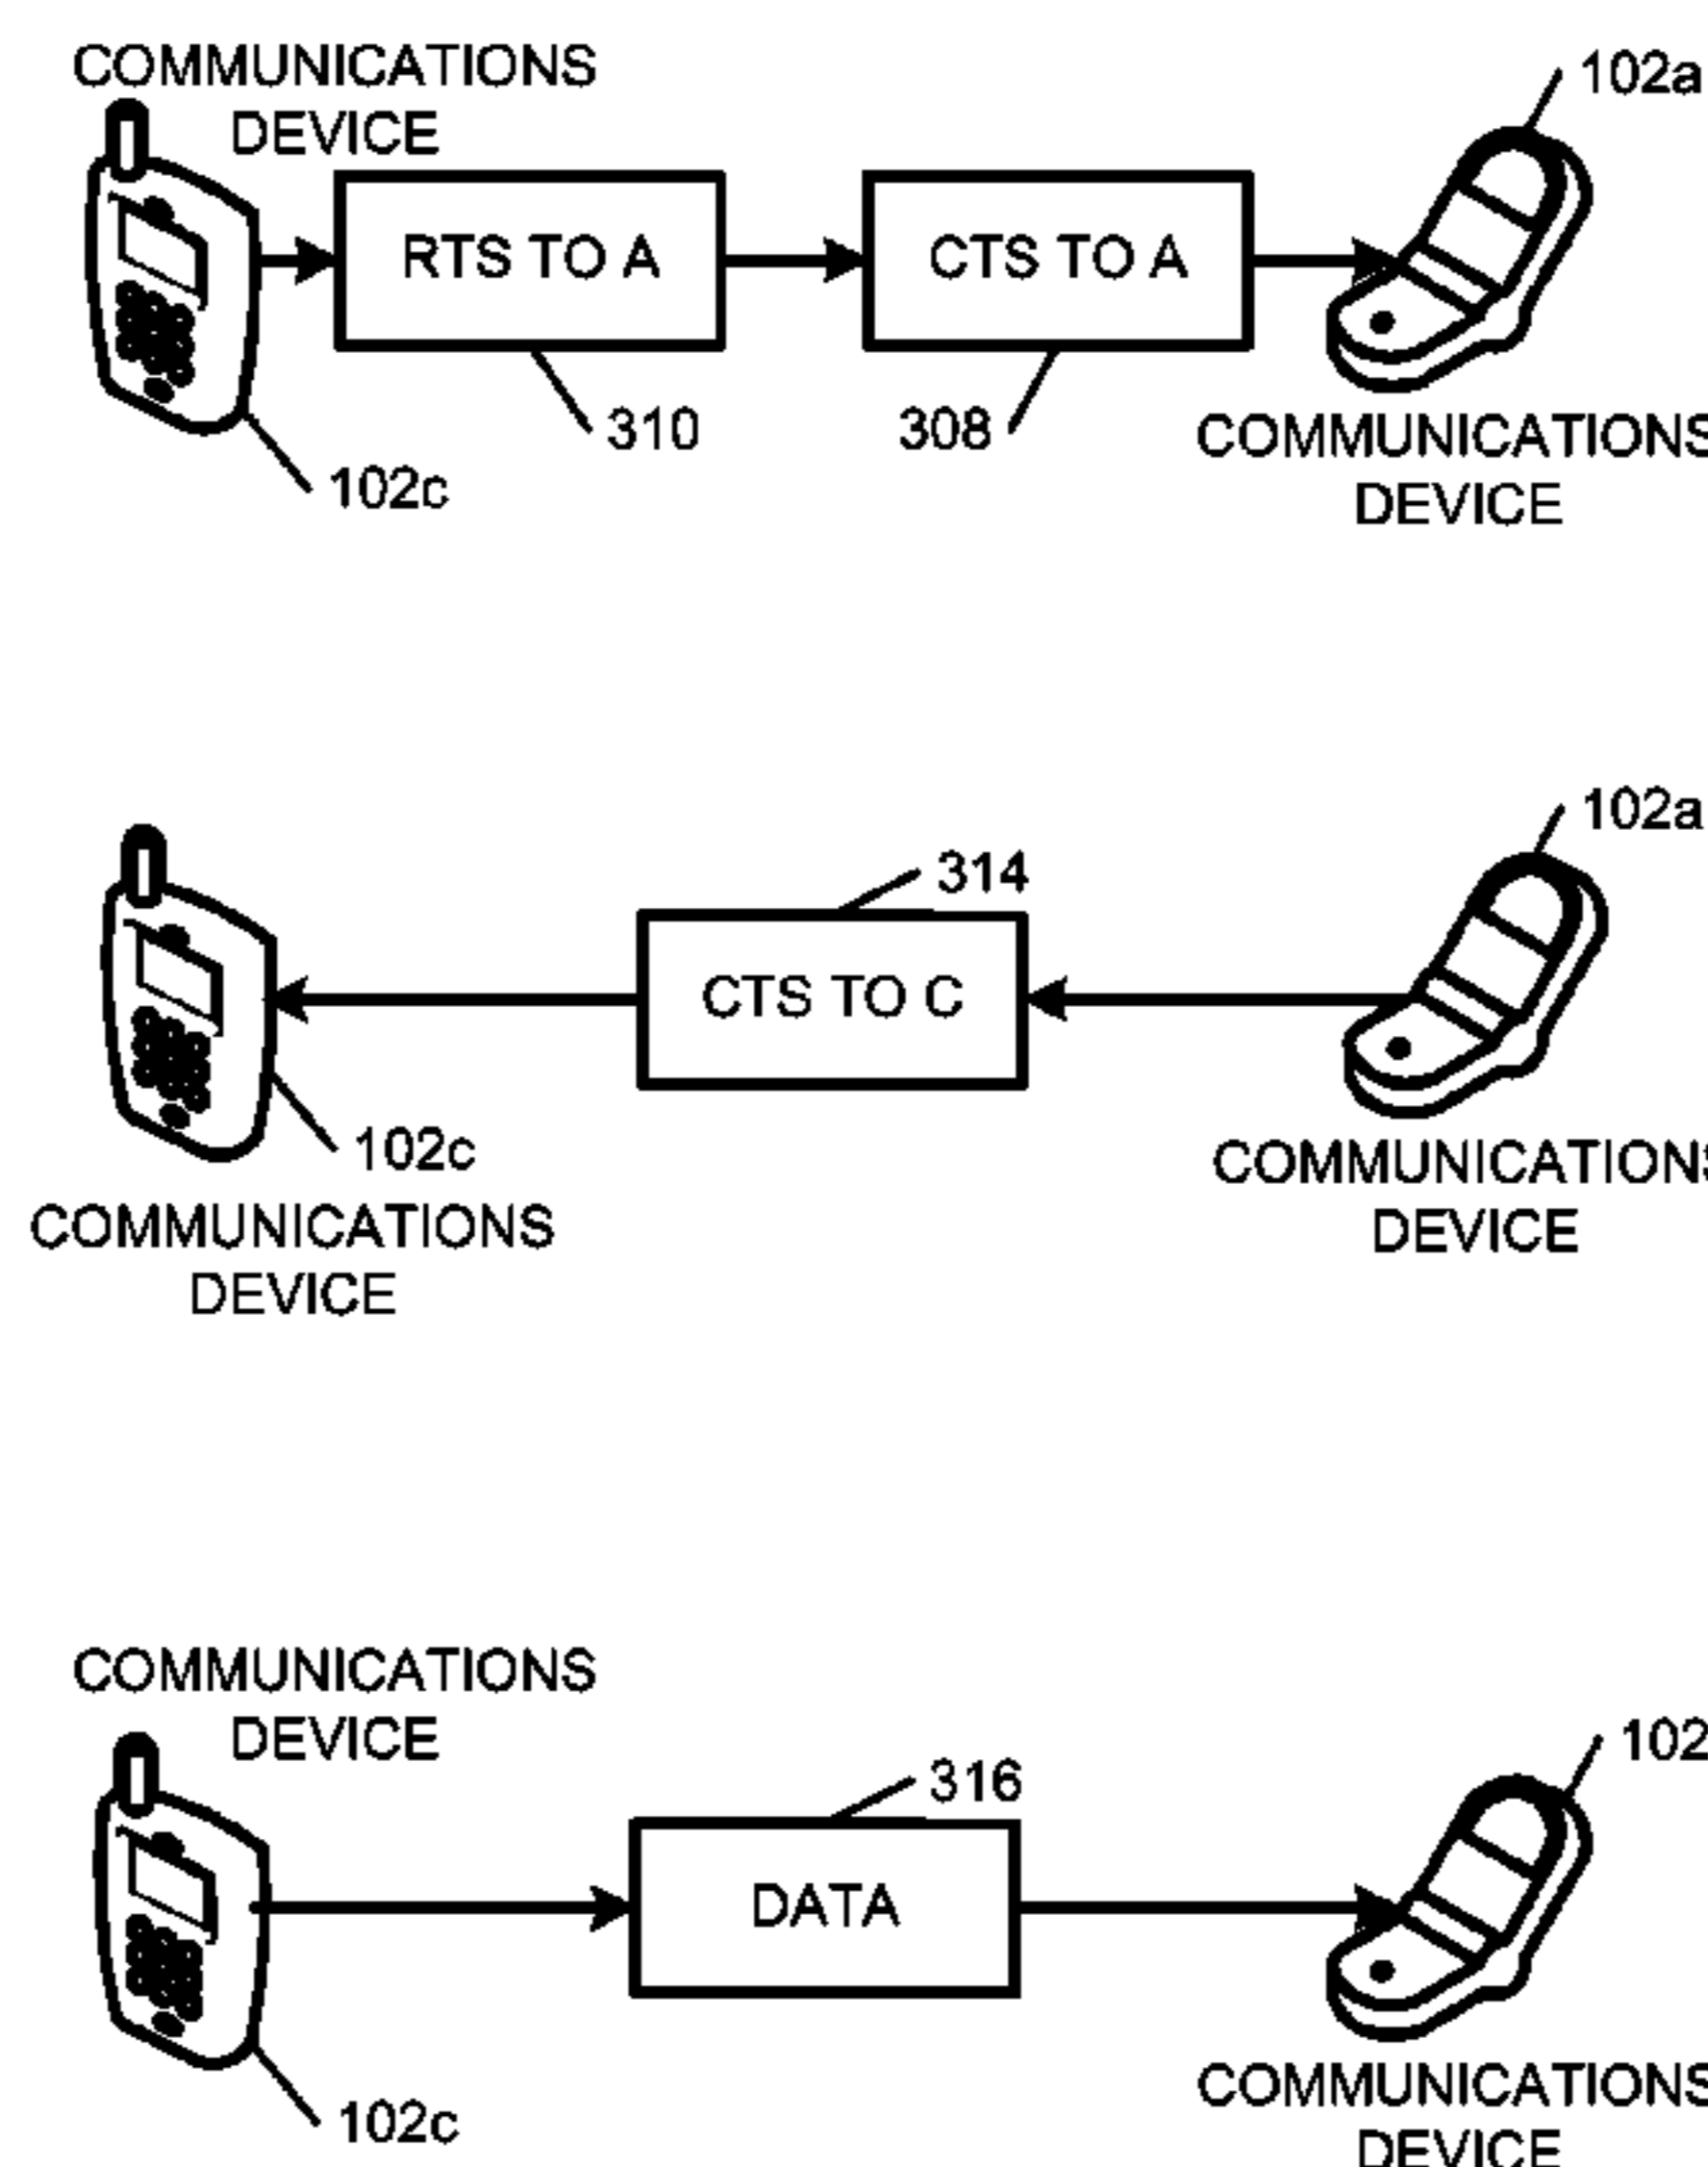 COMMUNICATIONS
DEVICE
102a
RTS TO A
CTS TO A
310
308
COMMUNICATIONS
DEVICE
102c
102a
314
CTS TO C
102c
COMMUNICATIONS
DEVICE
COMMUNICATIONS
DEVICE
COMMUNICATIONS
DEVICE
102
316
DATA
102c
COMMUNICATIONS
DEVICE